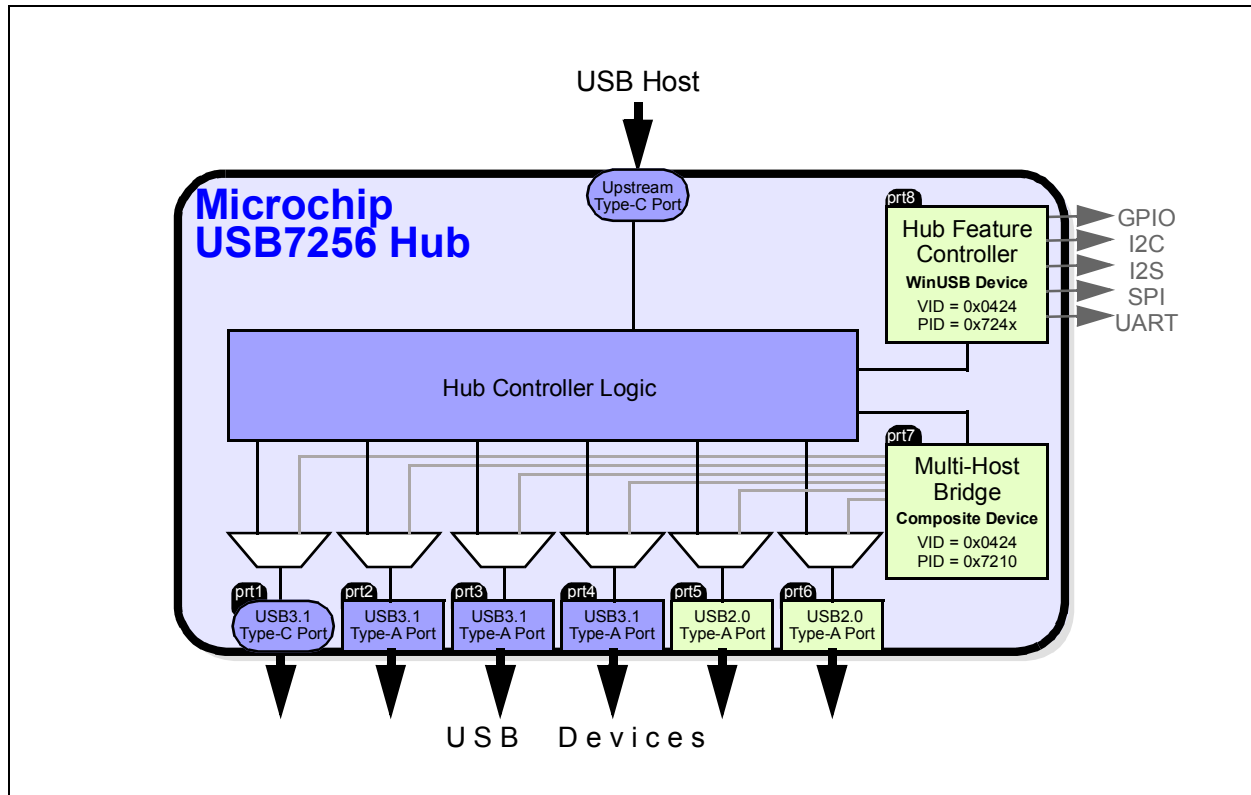 USB Host
Upstream
Type-C Port
Microchip
USB7256 Hub
prt8
Hub Feature
Controller
WinUSB Device
VID = 0x0424
PID = 0x724x
GPIO
I2C
I2S
SPI
UART
Hub Controller Logic
prt7
Multi-Host
Bridge
Composite Device
VID = 0x0424
PID = 0x7210
prt1
USB3.1
Type-C Port
prt2
USB3.1
Type-A Port
prt3
USB3.1
Type-A Port
prt4
USB3.1
Type-A Port
prt5
USB2.0
Type-A Port
prt6
USB2.0
Type-A Port
USB Devices